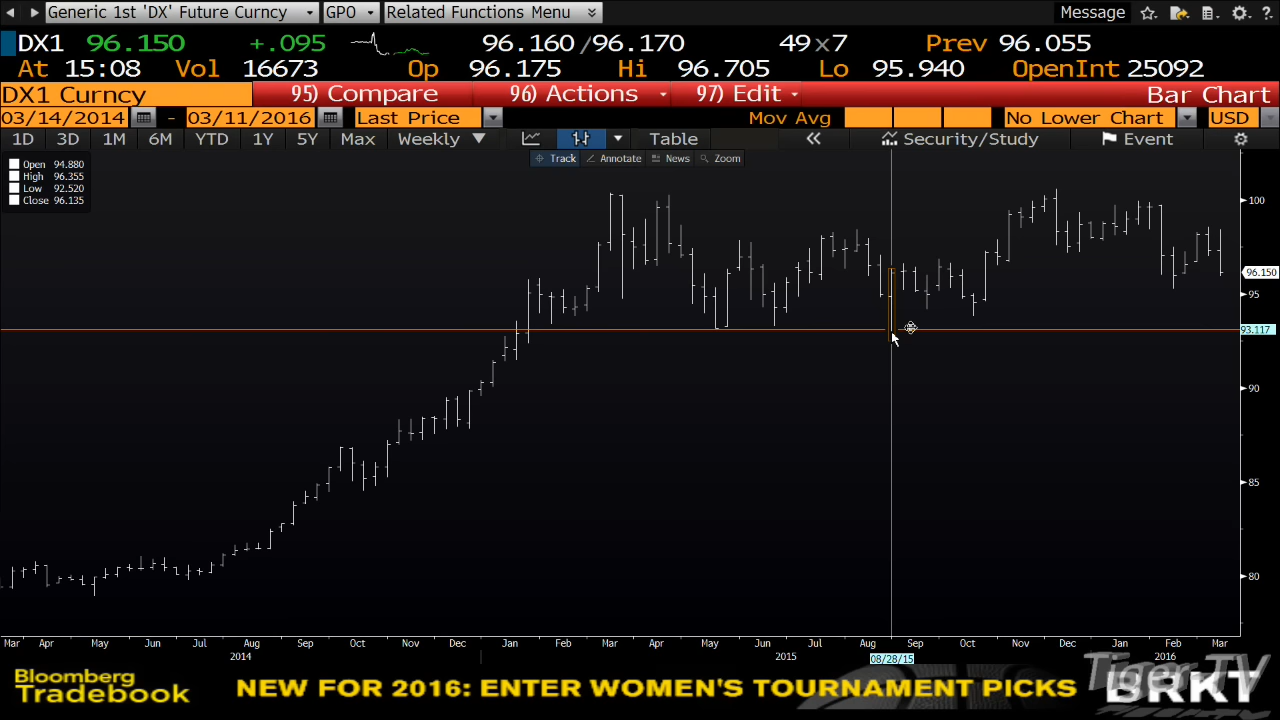 Generic 1st 'DX' Future Curncy GPO Related Functions Menu Message
DX1 96.150 +.095 96.160/96.170 49x7 Prev 96.055
At 15:08 Vol 16673 Op 96.175 Hi 96.705 Lo 95.940 OpenInt 25092
DX1 Curncy 95) Compare 96) Actions 97) Edit Bar Chart
03/14/2014 - 03/11/2016 Last Price Mov Avg No Lower Chart USD
1D 3D 1M 6M YTD 1Y 5Y Max Weekly Table Security/Study Event
Track Annotate News Zoom
Open 94.880
High 96.355
Low 92.520
Close 96.135
100
96.150
95
93.117
90
85
80
Mar Apr May Jun Jul Aug Sep Oct Nov Dec Jan Feb Mar Apr May Jun Jul Aug Sep Oct Nov Dec Jan Feb Mar
2014 2015 08/28/15 2016
Bloomberg
Tradebook
NEW FOR 2016: ENTER WOMEN'S TOURNAMENT PICKS
BRKT
Tiger TV